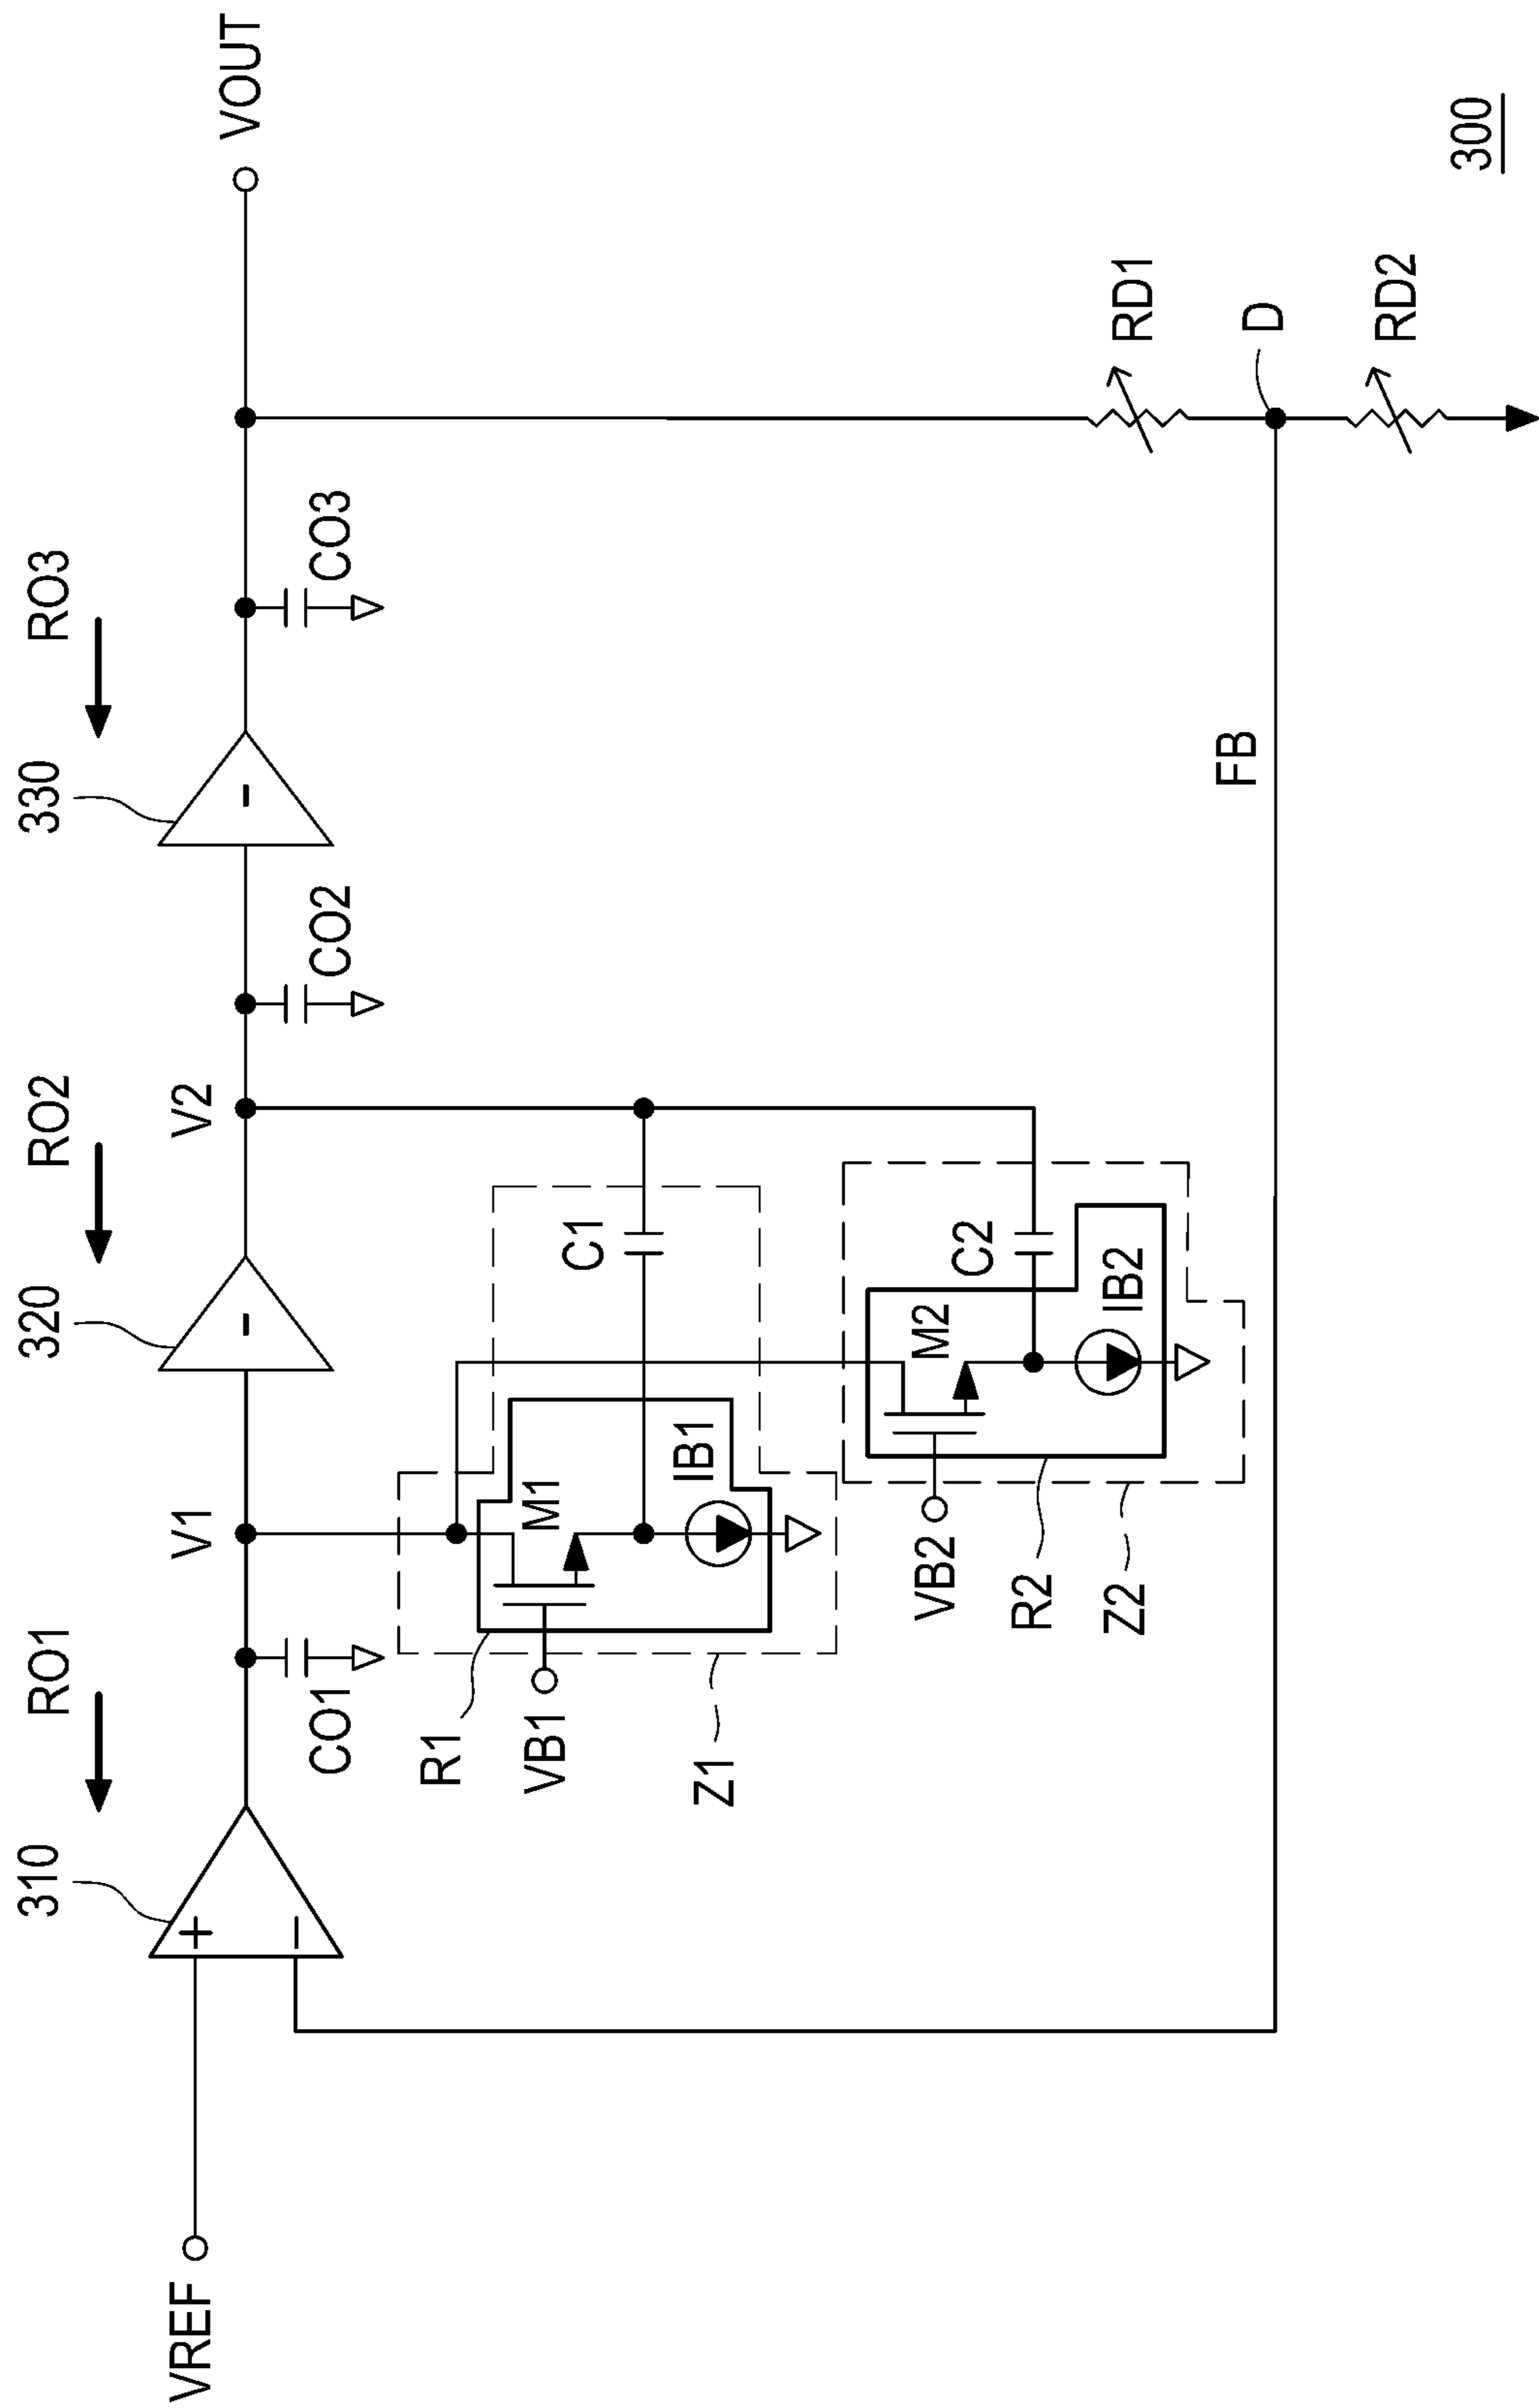 310
RO1
320
RO2
330
RO3
VREF
+
−
V1
-
V2
-
VOUT
CO1
CO2
CO3
R1
M1
C1
VB1
IB1
Z1
VB2
M2
C2
R2
IB2
Z2
RD1
FB
D
RD2
300